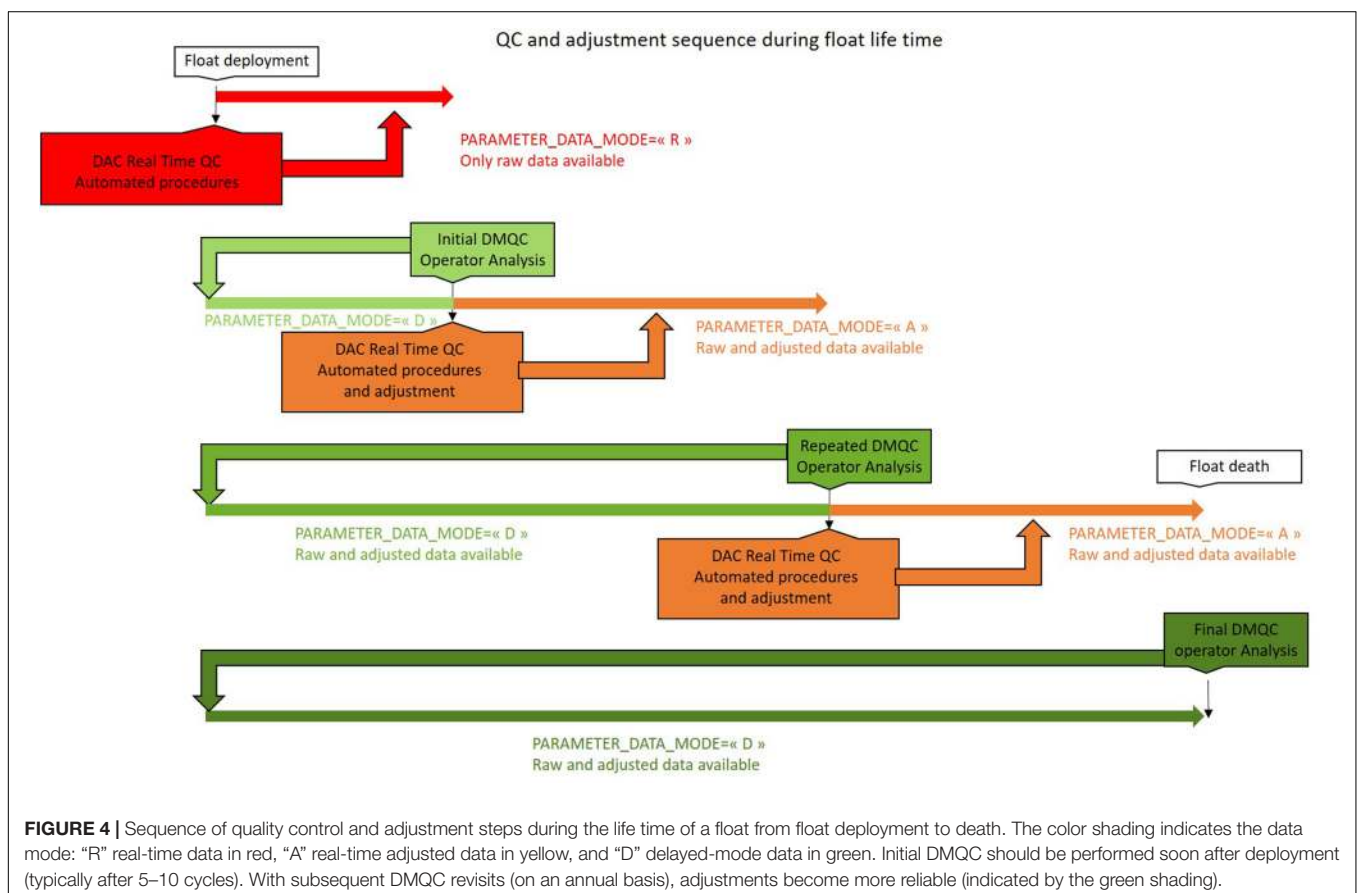 QC and adjustment sequence during float life time
Float deployment
DAC Real Time QC
Automated procedures
PARAMETER_DATA_MODE=« R »
Only raw data available
Initial DMQC
Operator Analysis
PARAMETER_DATA_MODE=« D »
DAC Real Time QC
Automated procedures
and adjustment
PARAMETER_DATA_MODE=« A »
Raw and adjusted data available
Repeated DMQC
Operator Analysis
Float death
PARAMETER_DATA_MODE=« D »
Raw and adjusted data available
DAC Real Time QC
Automated procedures
and adjustment
PARAMETER_DATA_MODE=« A »
Raw and adjusted data available
Final DMQC
operator Analysis
PARAMETER_DATA_MODE=« D »
Raw and adjusted data available
FIGURE 4 | Sequence of quality control and adjustment steps during the life time of a float from float deployment to death. The color shading indicates the data
mode: “R” real-time data in red, “A” real-time adjusted data in yellow, and “D” delayed-mode data in green. Initial DMQC should be performed soon after deployment
(typically after 5–10 cycles). With subsequent DMQC revisits (on an annual basis), adjustments become more reliable (indicated by the green shading).